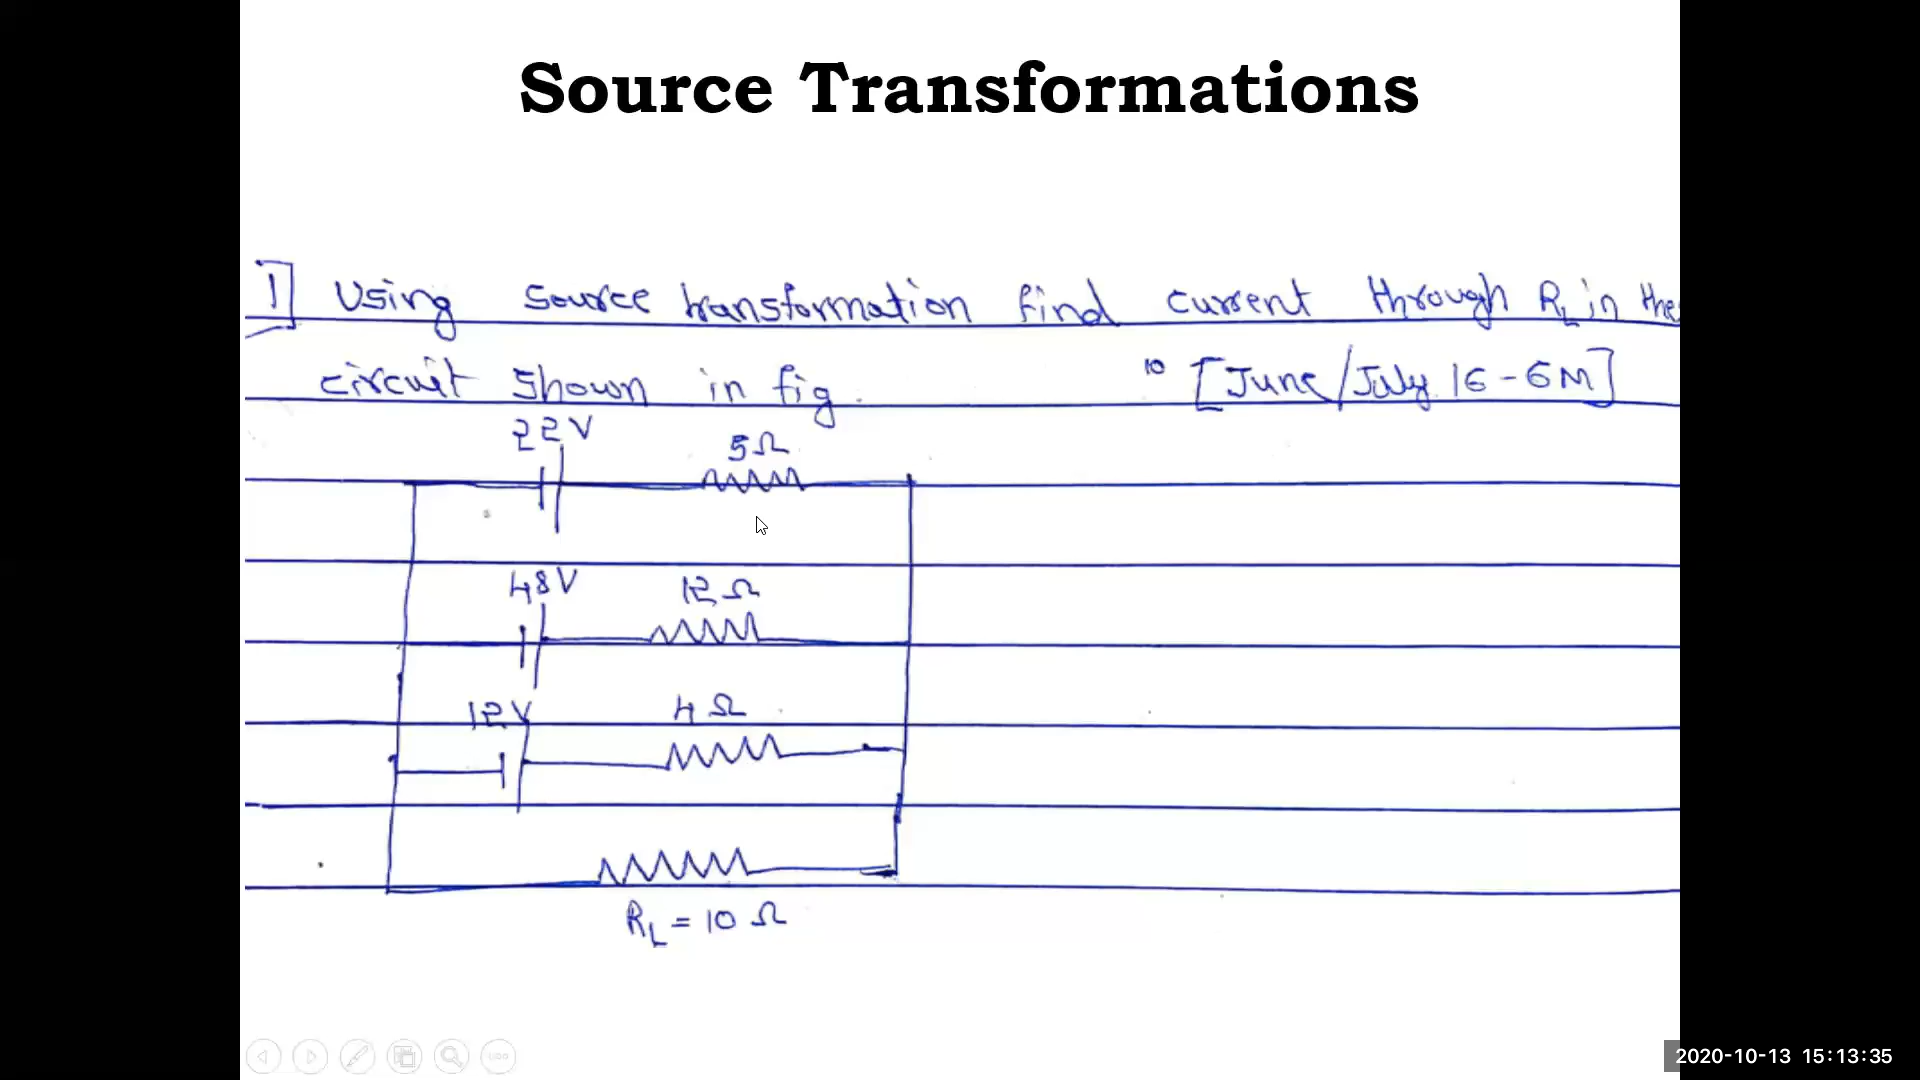 Source Transformations
1] Using source transformation find current through RL in the
circuit shown in fig. 10 [June/July 16-6M]
22V 5Ω
48V 12Ω
12V 4Ω
RL = 10Ω
2020-10-13 15:13:35